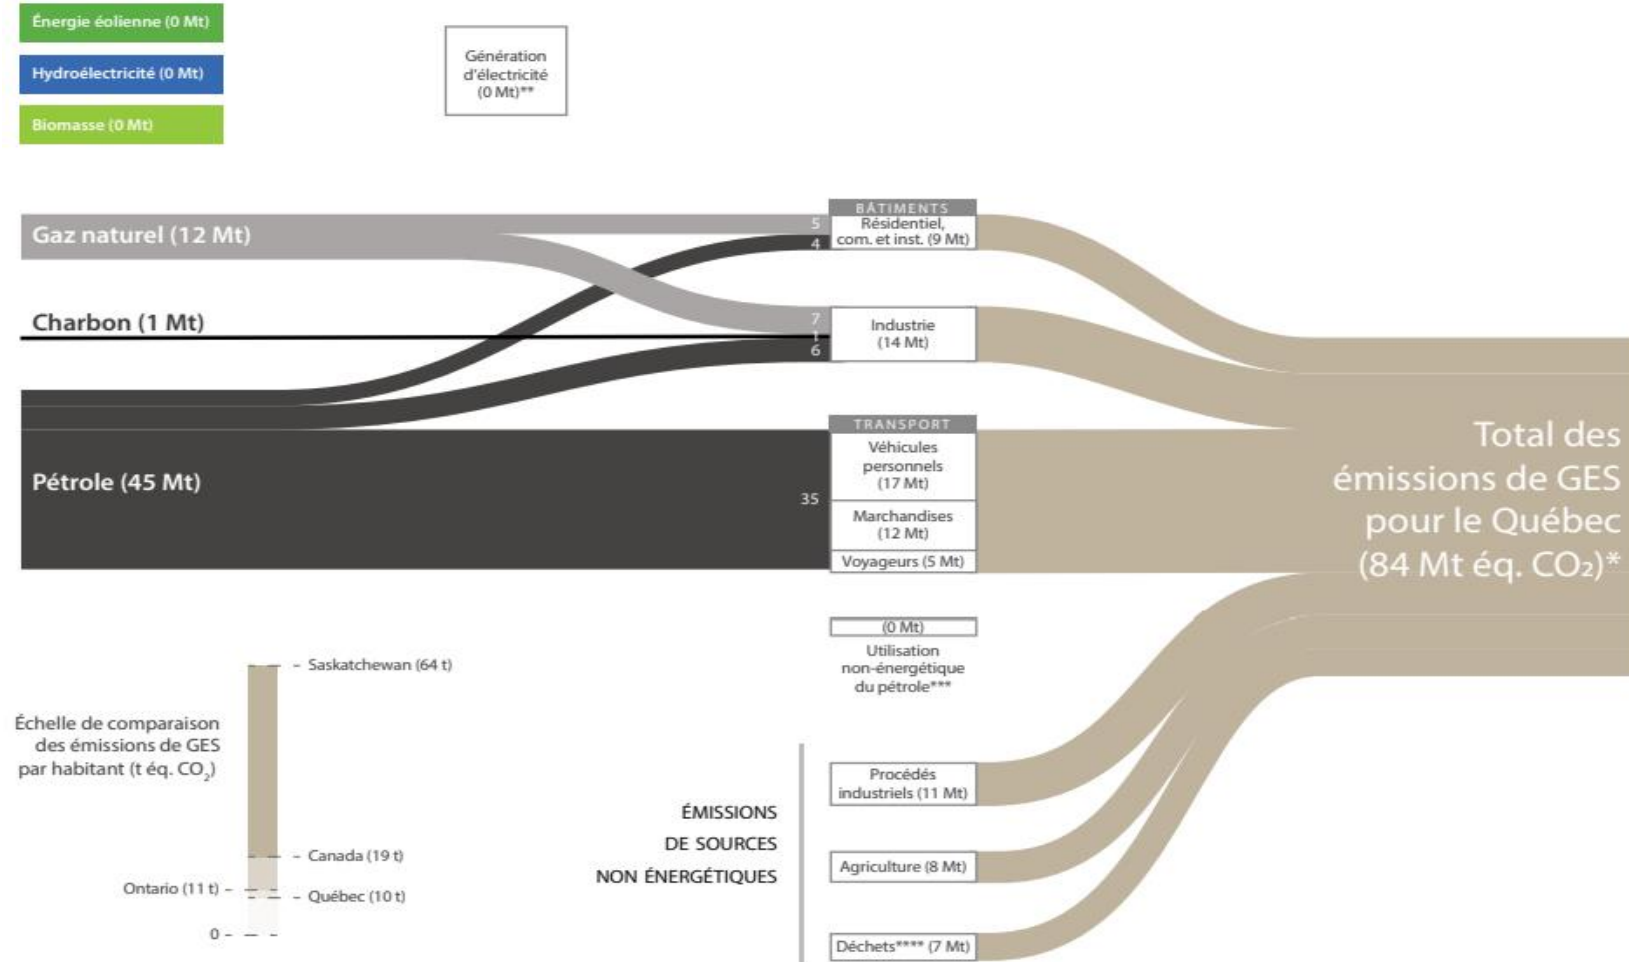 Énergie éolienne (0 Mt)
Hydroélectricité (0 Mt)
Biomasse (0 Mt)
Génération
d'électricité
(0 Mt)**
Gaz naturel (12 Mt)
Charbon (1 Mt)
Pétrole (45 Mt)
5
4
7
1
6
35
BÂTIMENTS
Résidentiel,
com. et inst. (9 Mt)
Industrie
(14 Mt)
TRANSPORT
Véhicules
personnels
(17 Mt)
Marchandises
(12 Mt)
Voyageurs (5 Mt)
(0 Mt)
Utilisation
non-énergétique
du pétrole***
Total des
émissions de GES
pour le Québec
(84 Mt éq. CO₂)*
Échelle de comparaison
des émissions de GES
par habitant (t éq. CO₂)
Saskatchewan (64 t)
Canada (19 t)
Ontario (11 t)
Québec (10 t)
0
ÉMISSIONS
DE SOURCES
NON ÉNERGÉTIQUES
Procédés
industriels (11 Mt)
Agriculture (8 Mt)
Déchets**** (7 Mt)